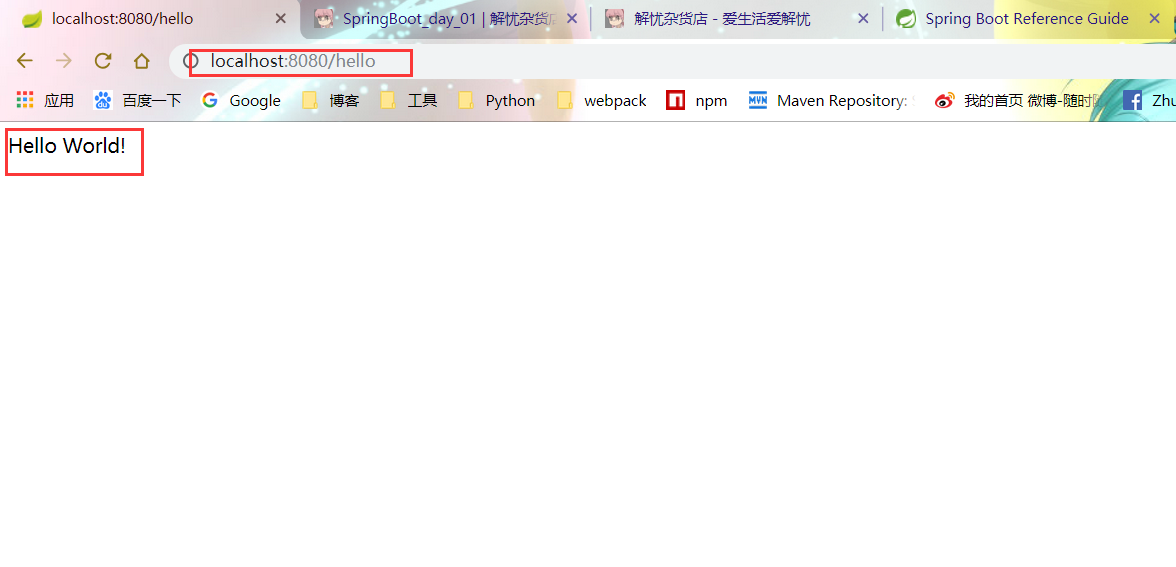 localhost:8080/hello SpringBoot_day_01 | 解忧杂货店 解忧杂货店 - 爱生活爱解忧 Spring Boot Reference Guide
localhost:8080/hello
应用 百度一下 Google 博客 工具 Python webpack npm Maven Repository: 我的首页 微博-随时 Zhu
Hello World!